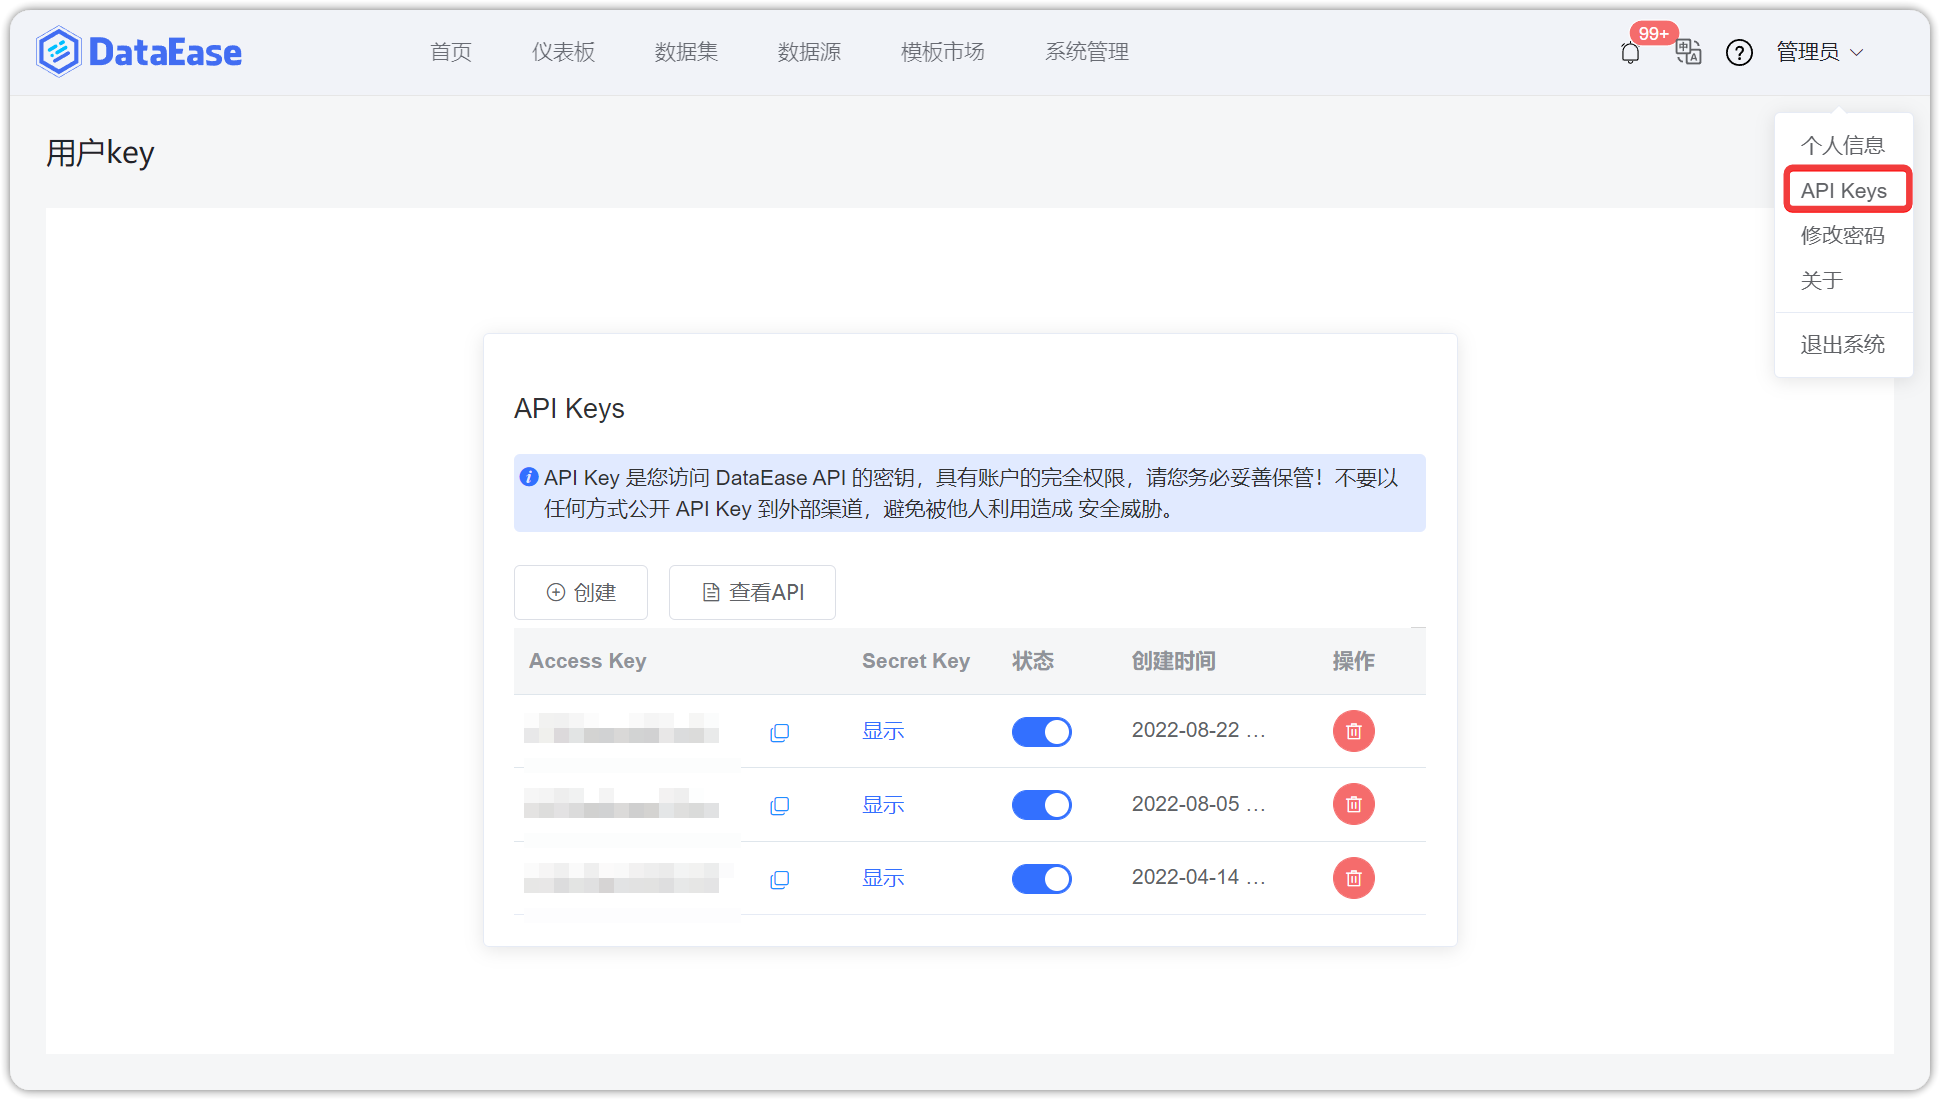 DataEase
首页
仪表板
数据集
数据源
模板市场
系统管理
99+
管理员
用户key
个人信息
API Keys
修改密码
关于
退出系统
API Keys
API Key 是您访问 DataEase API 的密钥，具有账户的完全权限，请您务必妥善保管！不要以
任何方式公开 API Key 到外部渠道，避免被他人利用造成 安全威胁。
创建
查看API
Access Key
Secret Key
状态
创建时间
操作
显示
2022-08-22 ...
显示
2022-08-05 ...
显示
2022-04-14 ...